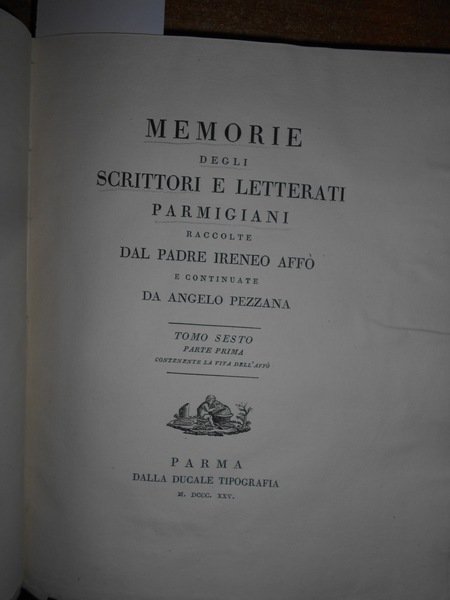 MEMORIE
DEGLI
SCRITTORI E LETTERATI
PARMIGIANI
RACCOLTE
DAL PADRE IRENEO AFFÒ
E CONTINUATE
DA ANGELO PEZZANA
TOMO SESTO
PARTE PRIMA
CONTENENTE LA VITA DELL'AFFÒ
PARMA
DALLA DUCALE TIPOGRAFIA
M. DCCC. XXV.